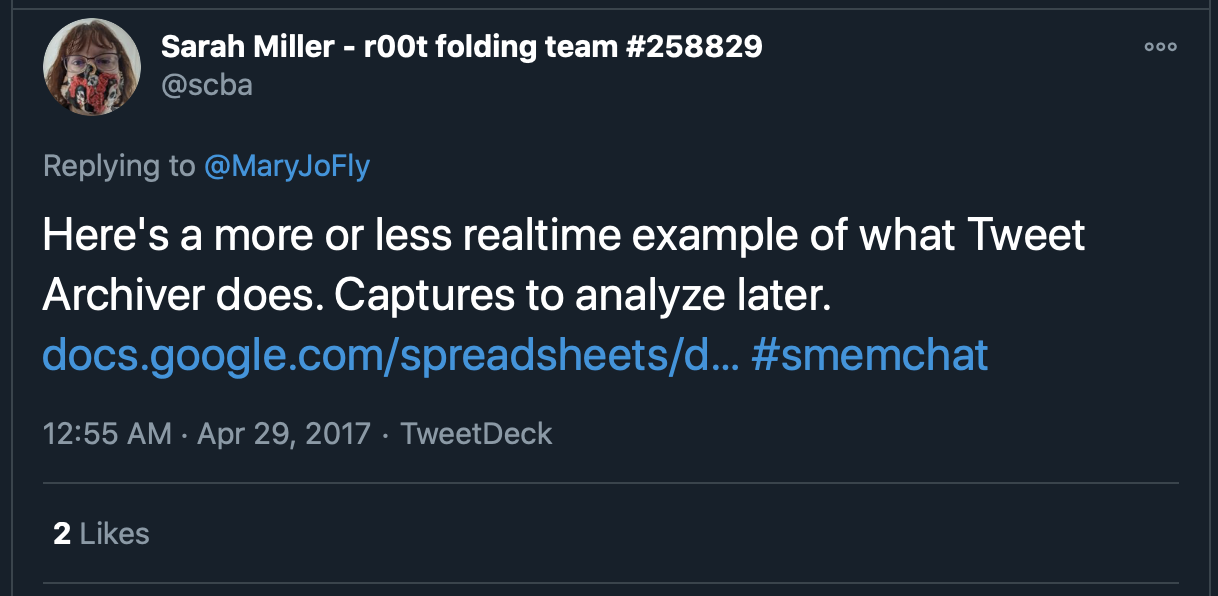 Sarah Miller - r00t folding team #258829
@scba
Replying to @MaryJoFly
Here's a more or less realtime example of what Tweet
Archiver does. Captures to analyze later.
docs.google.com/spreadsheets/d... #smemchat
12:55 AM · Apr 29, 2017 · TweetDeck
2 Likes